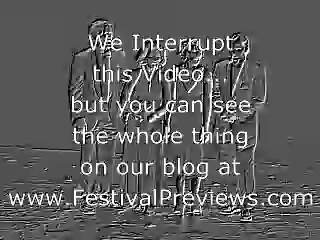 We Interrupt
this Video...
but you can see
the whole thing
on our blog at
www.FestivalPreviews.com